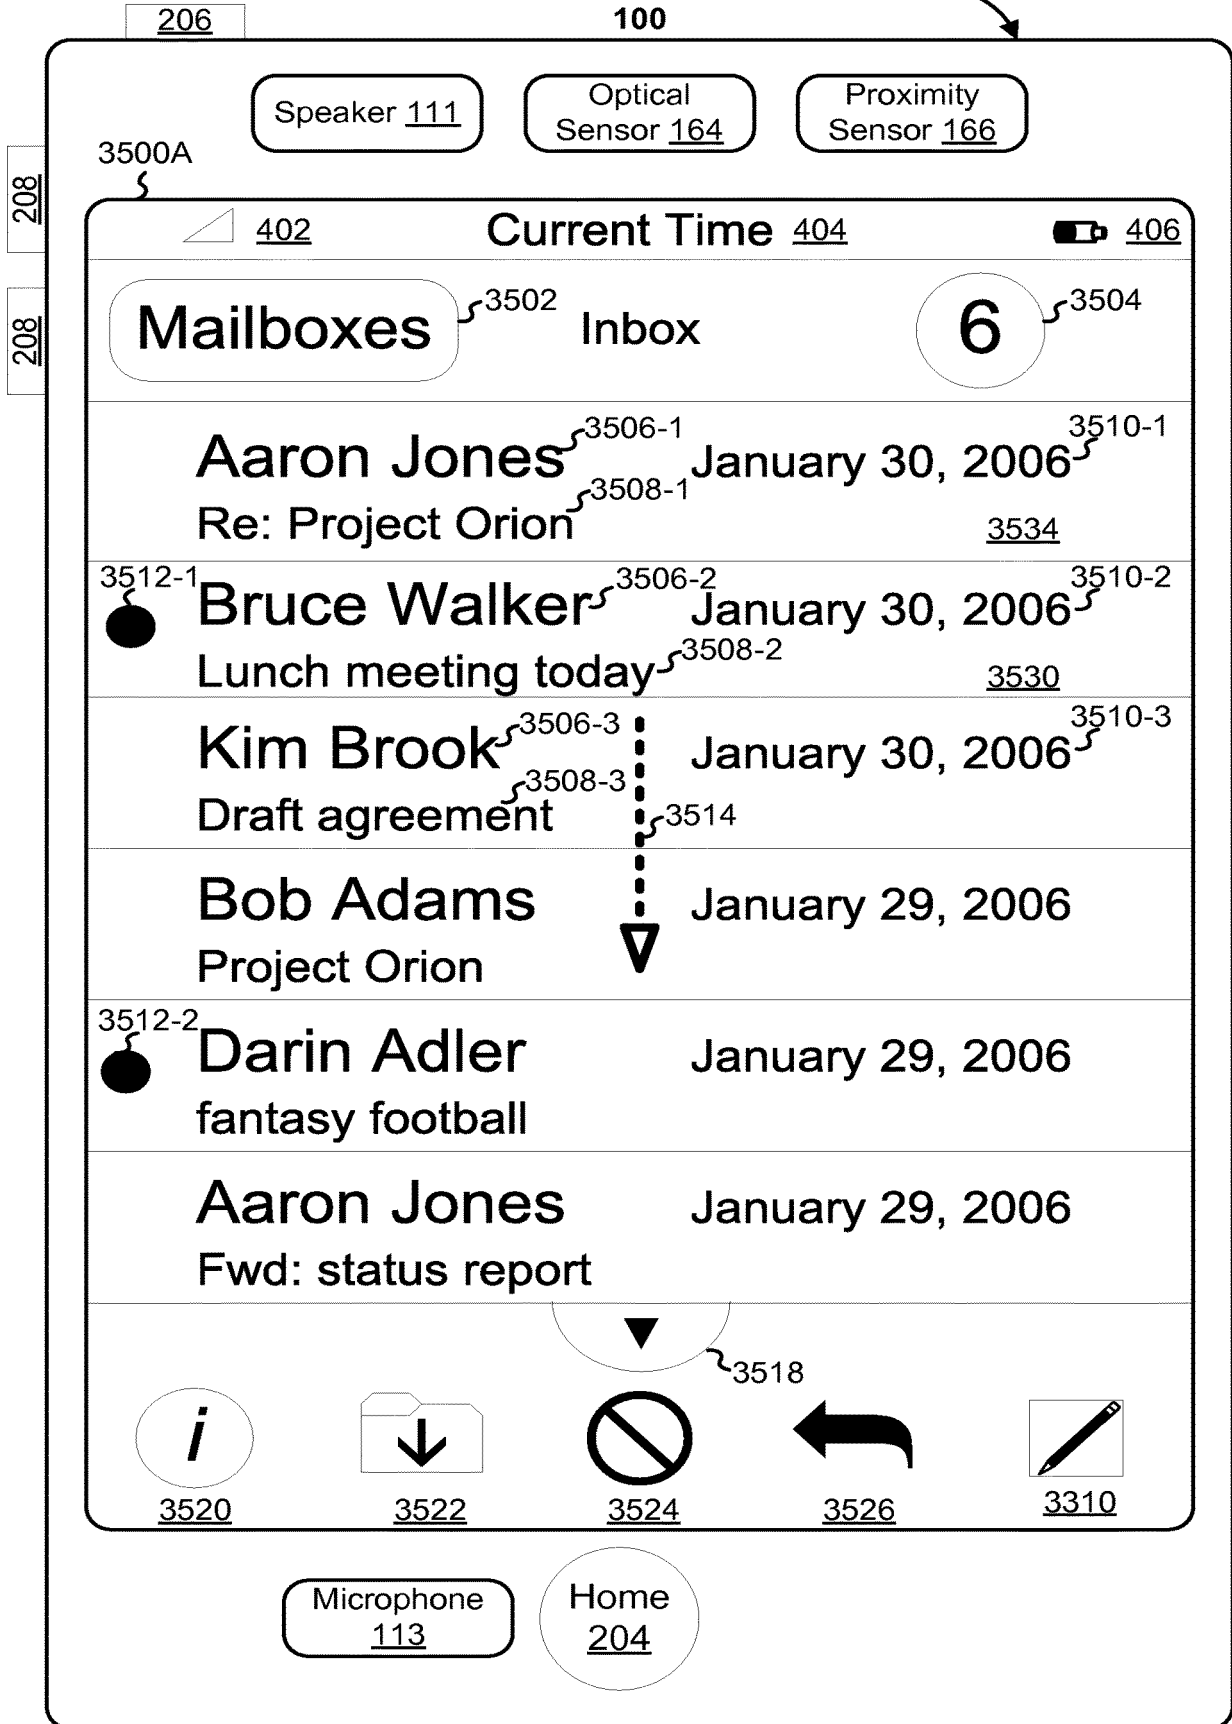 206
100
Speaker 111
Optical
Sensor 164
Proximity
Sensor 166
3500A
208
402
Current Time 404
406
208
Mailboxes
3502
Inbox
6
3504
Aaron Jones
3506-1
January 30, 2006
3510-1
Re: Project Orion
3508-1
3534
3512-1
Bruce Walker
3506-2
January 30, 2006
3510-2
Lunch meeting today
3508-2
3530
Kim Brook
3506-3
January 30, 2006
3510-3
Draft agreement
3508-3
3514
Bob Adams
January 29, 2006
Project Orion
3512-2
Darin Adler
January 29, 2006
fantasy football
Aaron Jones
January 29, 2006
Fwd: status report
3518
i
3520
3522
3524
3526
3310
Microphone
113
Home
204